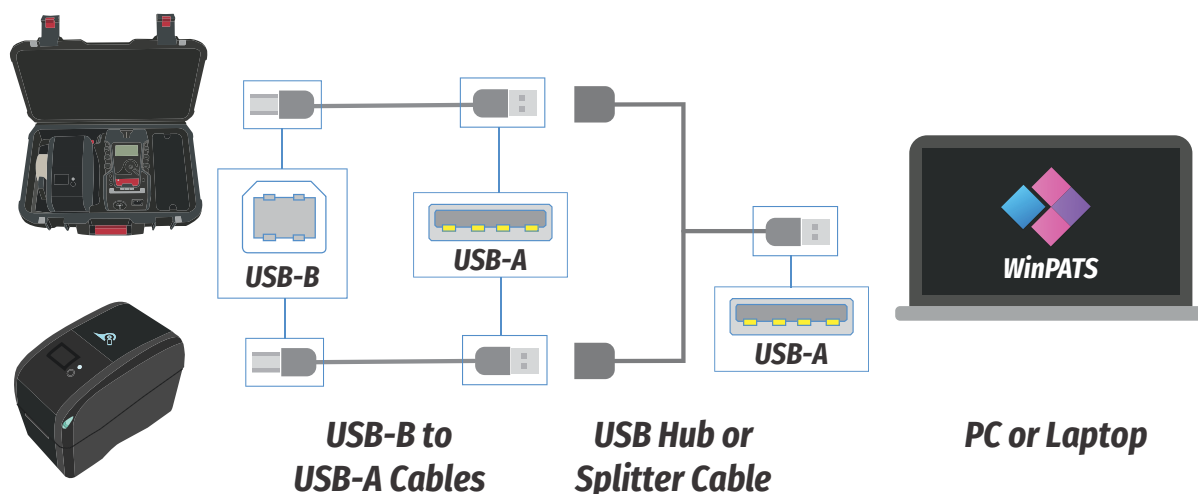 USB-B
USB-A
WinPATS
USB-A
USB-B to
USB-A Cables
USB Hub or
Splitter Cable
PC or Laptop